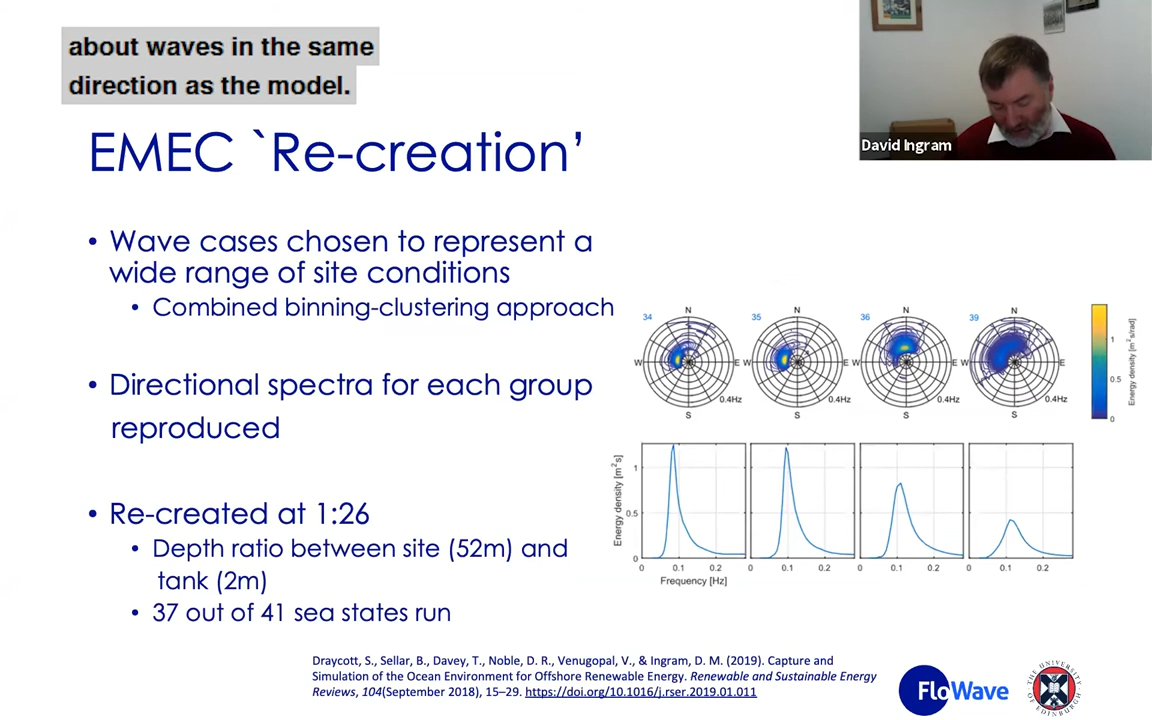 about waves in the same
direction as the model.
David Ingram
EMEC `Re-creation’
• Wave cases chosen to represent a
wide range of site conditions
• Combined binning-clustering approach
• Directional spectra for each group
reproduced
• Re-created at 1:26
• Depth ratio between site (52m) and
tank (2m)
• 37 out of 41 sea states run
34
N
W
E
S
0.4Hz
35
N
W
E
S
0.4Hz
36
N
W
E
S
0.4Hz
39
N
W
E
S
0.4Hz
1
0.5
0
Energy density [m²s/rad]
Energy density [m²s]
1
0.5
0
0 0.1 0.2
0 0.1 0.2
0 0.1 0.2
0 0.1 0.2
Frequency [Hz]
Draycott, S., Sellar, B., Davey, T., Noble, D. R., Venugopal, V., & Ingram, D. M. (2019). Capture and
Simulation of the Ocean Environment for Offshore Renewable Energy. Renewable and Sustainable Energy
Reviews, 104(September 2018), 15–29. https://doi.org/10.1016/j.rser.2019.01.011
FloWave
THE UNIVERSITY
OF EDINBURGH